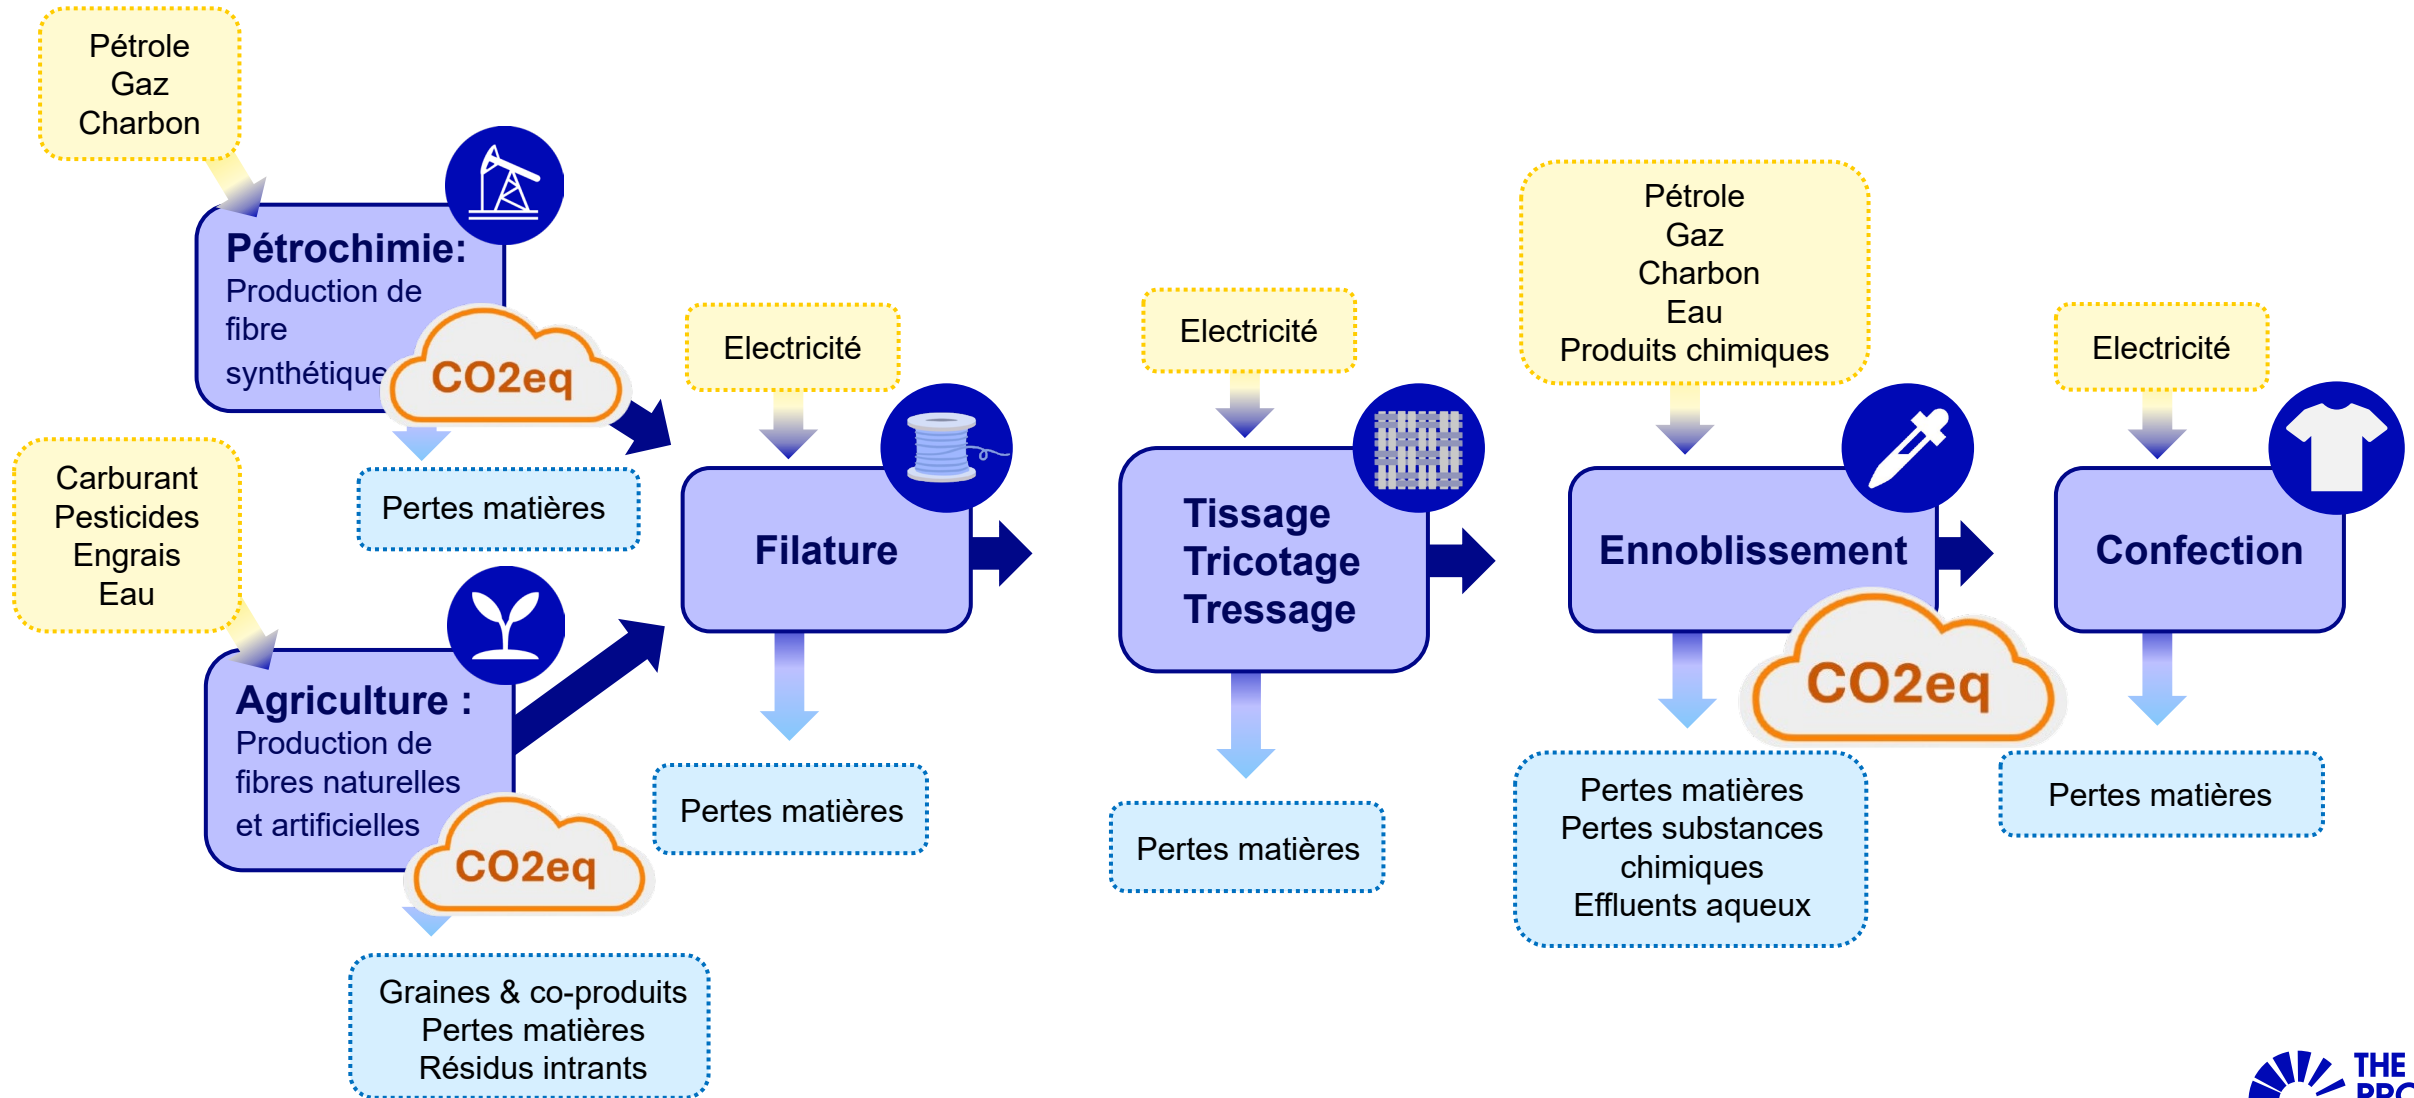 Pétrole
Gaz
Charbon
Pétrochimie:
Production de
fibre
synthétique
CO2eq
Pertes matières
Carburant
Pesticides
Engrais
Eau
Agriculture :
Production de
fibres naturelles
et artificielles
CO2eq
Graines & co-produits
Pertes matières
Résidus intrants
Electricité
Filature
Pertes matières
Electricité
Tissage
Tricotage
Tressage
Pertes matières
Pétrole
Gaz
Charbon
Eau
Produits chimiques
Ennoblissement
CO2eq
Pertes matières
Pertes substances
chimiques
Effluents aqueux
Electricité
Confection
Pertes matières
THE